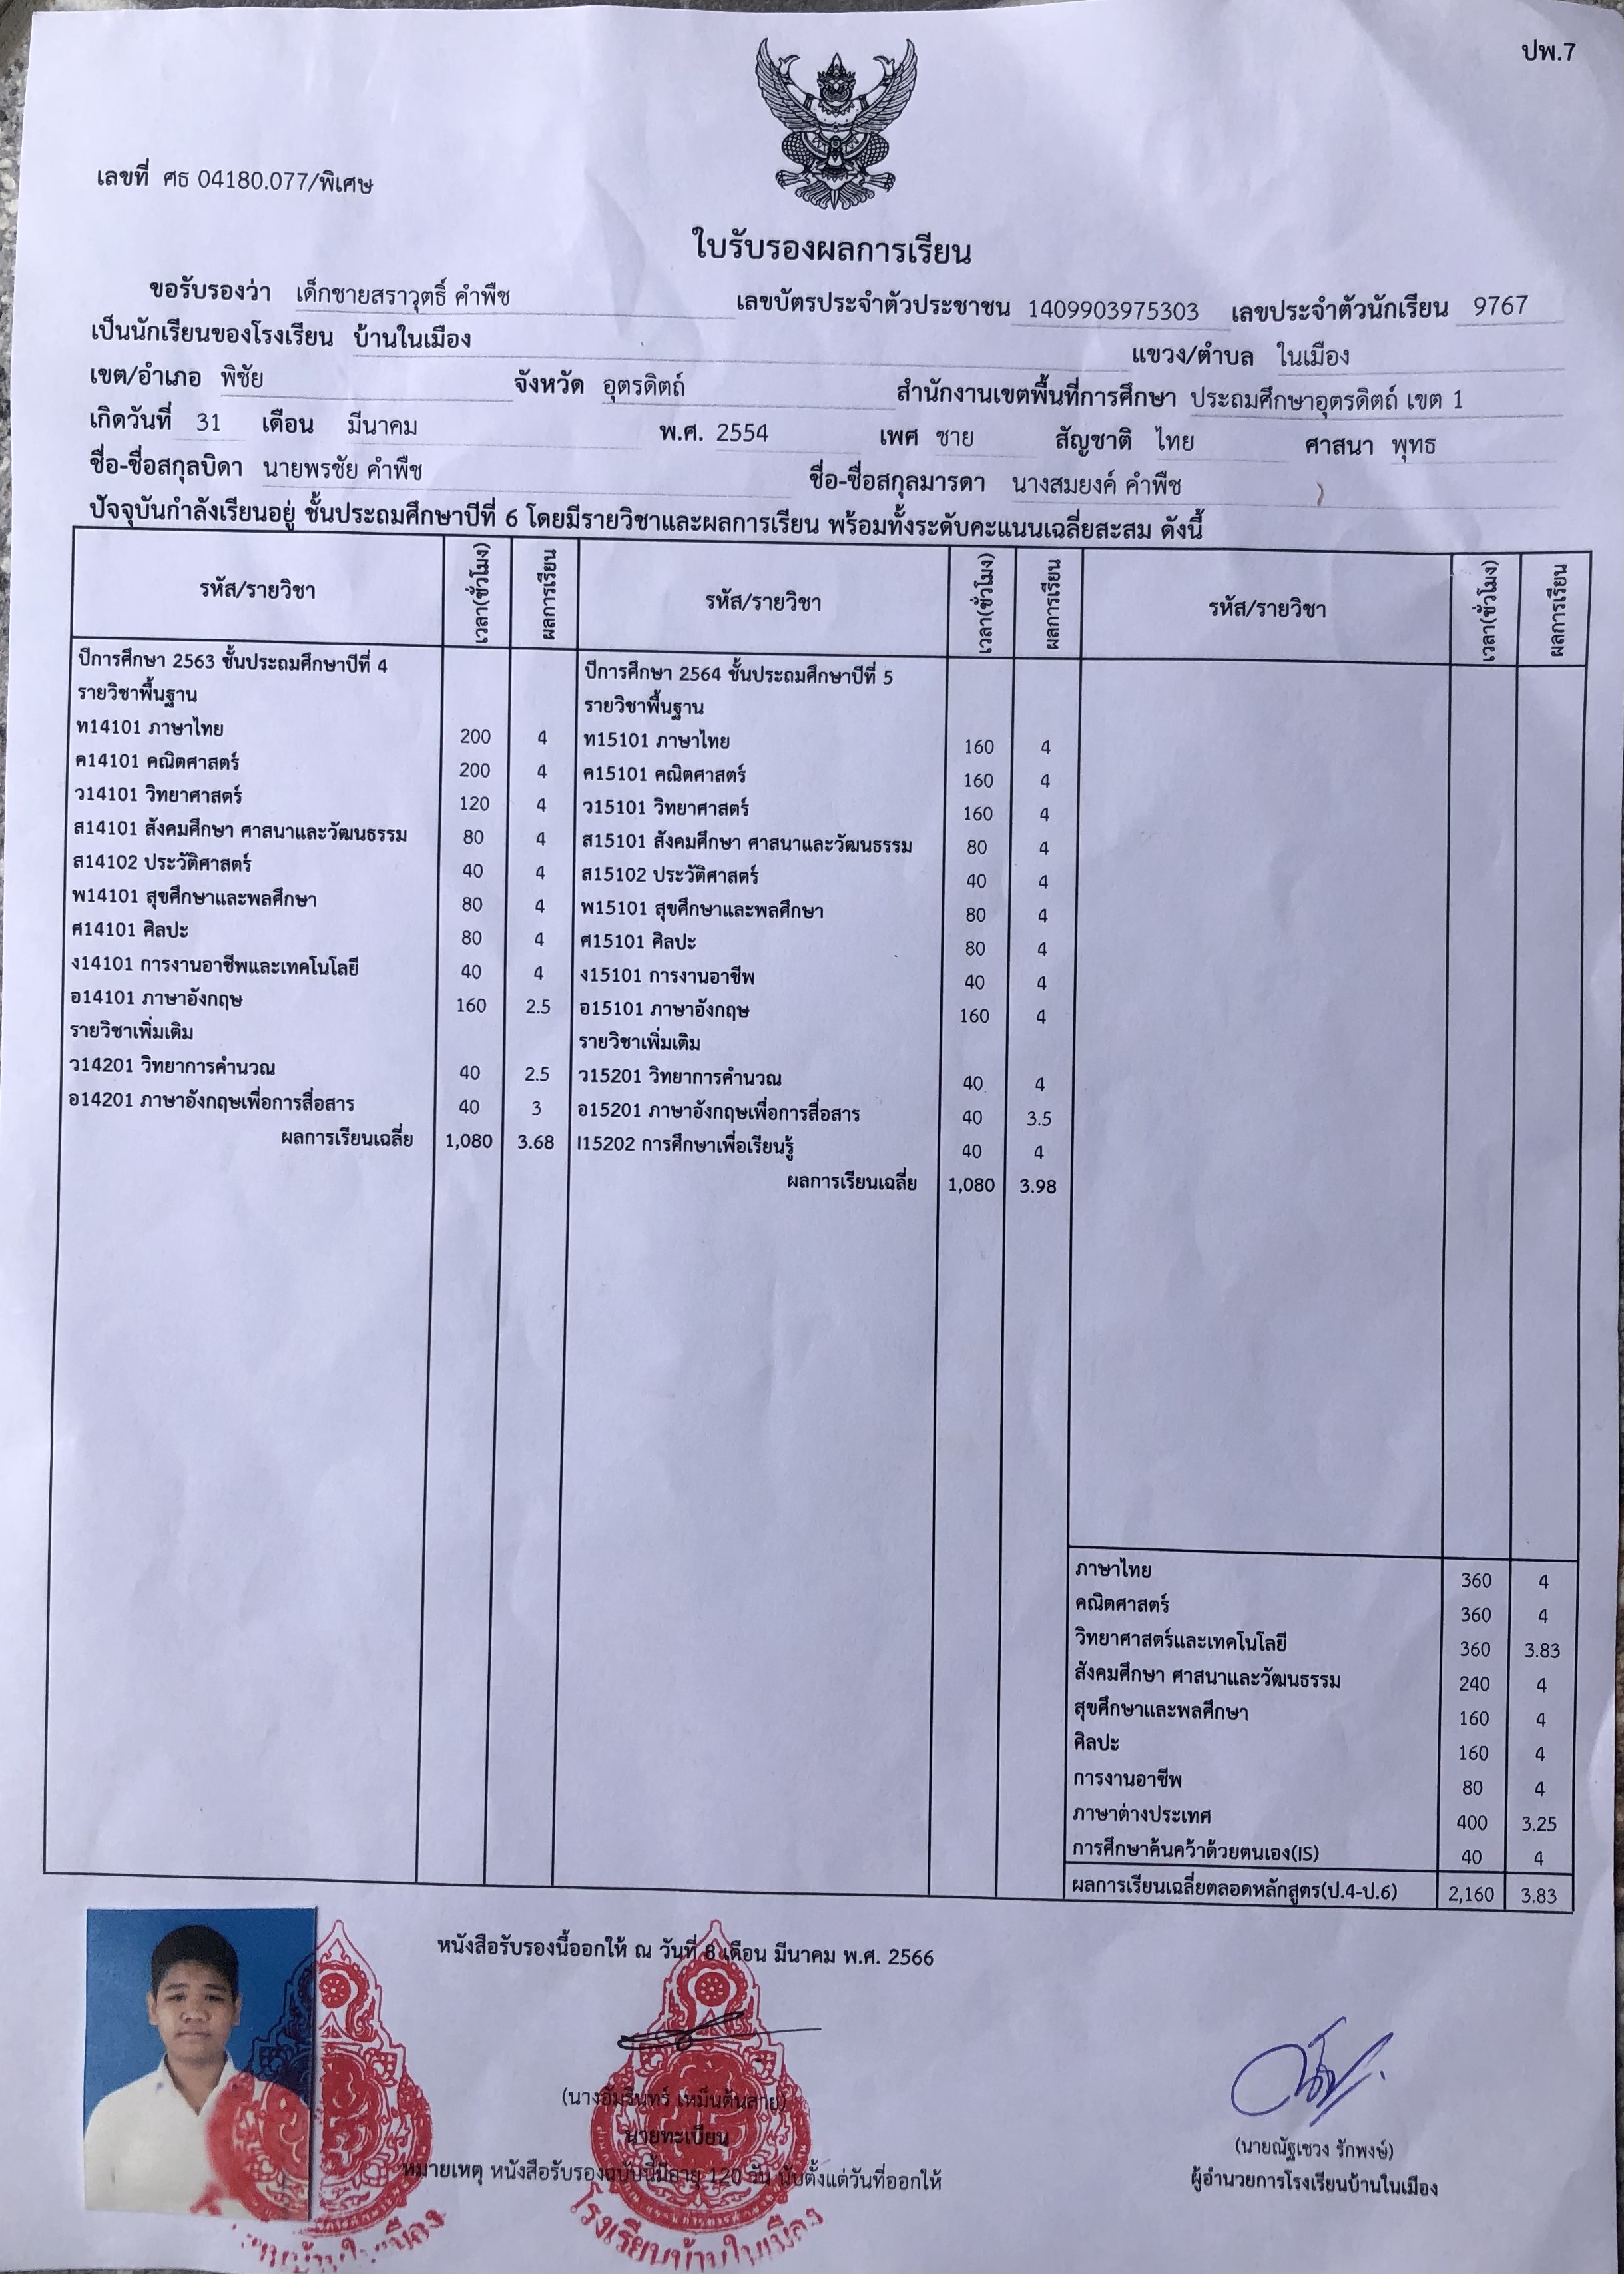 ปพ.7
เลขที่ ศธ 04180.077/พิเศษ
ใบรับรองผลการเรียน
ขอรับรองว่า เด็กชายสราวุตธิ์ คำพืช เลขบัตรประจำตัวประชาชน 1409903975303 เลขประจำตัวนักเรียน 9767
เป็นนักเรียนของโรงเรียน บ้านในเมือง แขวง/ตำบล ในเมือง
เขต/อำเภอ พิชัย จังหวัด อุตรดิตถ์ สำนักงานเขตพื้นที่การศึกษา ประถมศึกษาอุตรดิตถ์ เขต 1
เกิดวันที่ 31 เดือน มีนาคม พ.ศ. 2554 เพศ ชาย สัญชาติ ไทย ศาสนา พุทธ
ชื่อ-ชื่อสกุลบิดา นายพรชัย คำพืช ชื่อ-ชื่อสกุลมารดา นางสมยงค์ คำพืช
ปัจจุบันกำลังเรียนอยู่ ชั้นประถมศึกษาปีที่ 6 โดยมีรายวิชาและผลการเรียน พร้อมทั้งระดับคะแนนเฉลี่ยสะสม ดังนี้
รหัส/รายวิชา เวลา(ชั่วโมง) ผลการเรียน รหัส/รายวิชา เวลา(ชั่วโมง) ผลการเรียน รหัส/รายวิชา เวลา(ชั่วโมง) ผลการเรียน
ปีการศึกษา 2563 ชั้นประถมศึกษาปีที่ 4
รายวิชาพื้นฐาน
ท14101 ภาษาไทย 200 4
ค14101 คณิตศาสตร์ 200 4
ว14101 วิทยาศาสตร์ 120 4
ส14101 สังคมศึกษา ศาสนาและวัฒนธรรม 80 4
ส14102 ประวัติศาสตร์ 40 4
พ14101 สุขศึกษาและพลศึกษา 80 4
ศ14101 ศิลปะ 80 4
ง14101 การงานอาชีพและเทคโนโลยี 40 4
อ14101 ภาษาอังกฤษ 160 2.5
รายวิชาเพิ่มเติม
ว14201 วิทยาการคำนวณ 40 2.5
อ14201 ภาษาอังกฤษเพื่อการสื่อสาร 40 3
ผลการเรียนเฉลี่ย 1,080 3.68
ปีการศึกษา 2564 ชั้นประถมศึกษาปีที่ 5
รายวิชาพื้นฐาน
ท15101 ภาษาไทย 160 4
ค15101 คณิตศาสตร์ 160 4
ว15101 วิทยาศาสตร์ 160 4
ส15101 สังคมศึกษา ศาสนาและวัฒนธรรม 80 4
ส15102 ประวัติศาสตร์ 40 4
พ15101 สุขศึกษาและพลศึกษา 80 4
ศ15101 ศิลปะ 80 4
ง15101 การงานอาชีพ 40 4
อ15101 ภาษาอังกฤษ 160 4
รายวิชาเพิ่มเติม
ว15201 วิทยาการคำนวณ 40 4
อ15201 ภาษาอังกฤษเพื่อการสื่อสาร 40 3.5
I15202 การศึกษาเพื่อเรียนรู้ 40 4
ผลการเรียนเฉลี่ย 1,080 3.98
ภาษาไทย 360 4
คณิตศาสตร์ 360 4
วิทยาศาสตร์และเทคโนโลยี 360 3.83
สังคมศึกษา ศาสนาและวัฒนธรรม 240 4
สุขศึกษาและพลศึกษา 160 4
ศิลปะ 160 4
การงานอาชีพ 80 4
ภาษาต่างประเทศ 400 3.25
การศึกษาค้นคว้าด้วยตนเอง(IS) 40 4
ผลการเรียนเฉลี่ยตลอดหลักสูตร(ป.4-ป.6) 2,160 3.83
หนังสือรับรองนี้ออกให้ ณ วันที่ 8 เดือน มีนาคม พ.ศ. 2566
(นางอัมรินทร์ เหม็นต้นสาย)
นายทะเบียน
หมายเหตุ หนังสือรับรองฉบับนี้มีอายุ 120 วัน นับตั้งแต่วันที่ออกให้
(นายณัฐเชวง รักพงษ์)
ผู้อำนวยการโรงเรียนบ้านในเมือง
โรงเรียนบ้านในเมือง